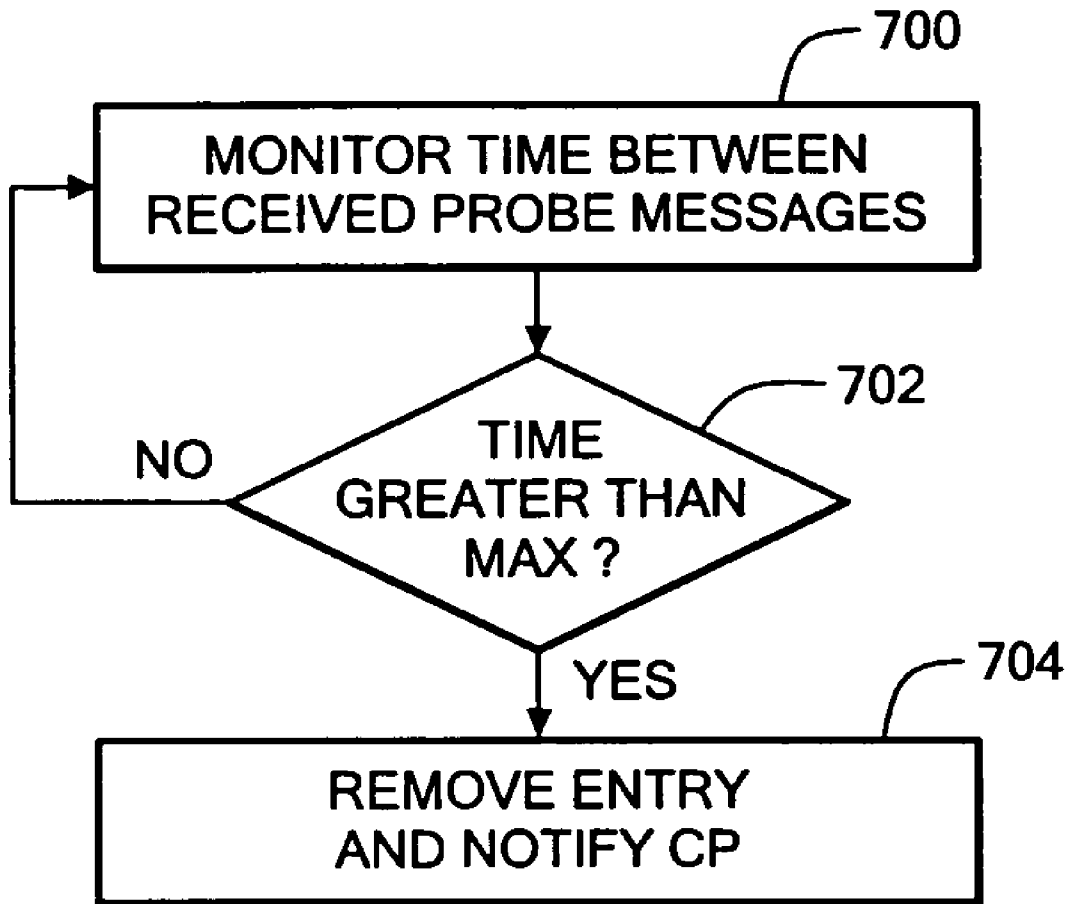 700
MONITOR TIME BETWEEN
RECEIVED PROBE MESSAGES
702
TIME
GREATER THAN
MAX ?
NO
YES
704
REMOVE ENTRY
AND NOTIFY CP